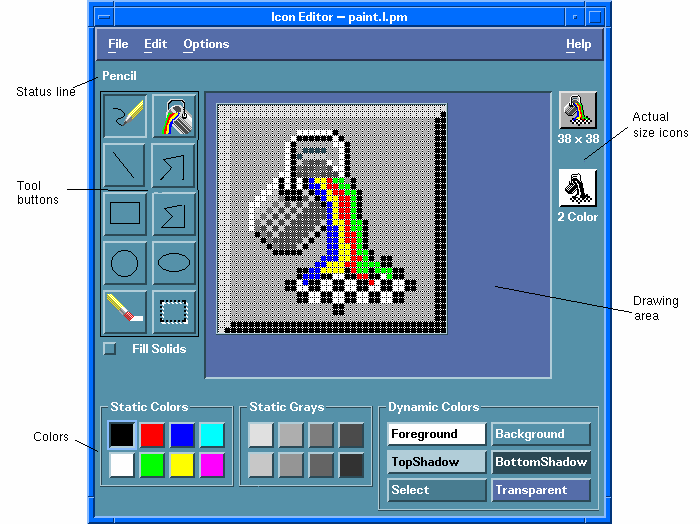 Icon Editor – paint.l.pm
File Edit Options Help
Pencil
Status line
Actual
size icons
38 x 38
Tool
buttons
2 Color
Drawing
area
Fill Solids
Static Colors
Static Grays
Dynamic Colors
Colors
Foreground
Background
TopShadow
BottomShadow
Select
Transparent